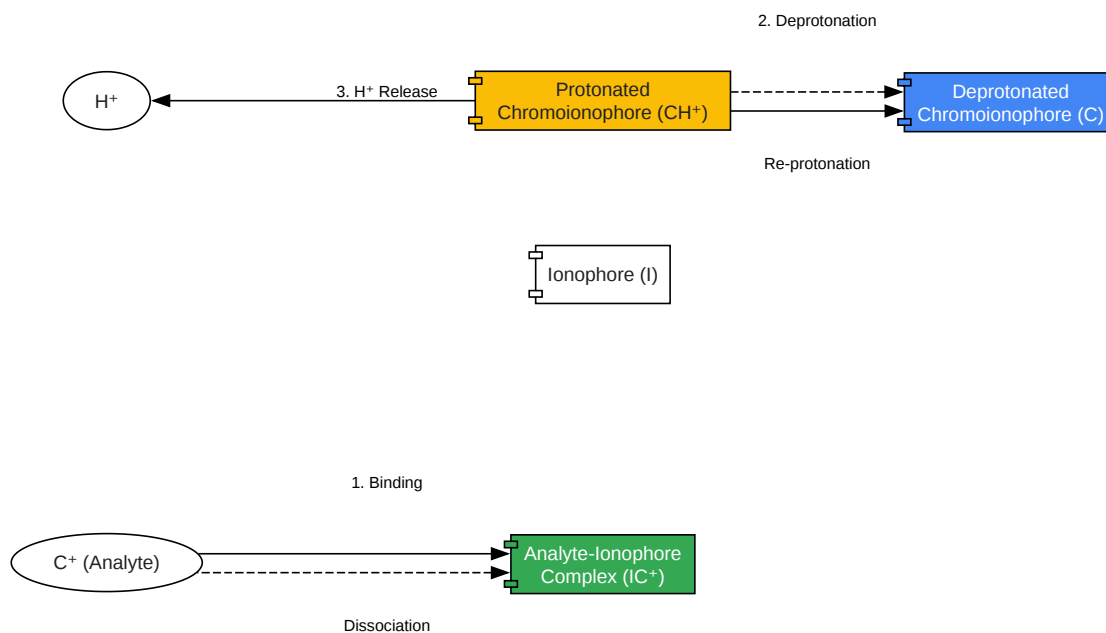 2. Deprotonation
H⁺
3. H⁺ Release
Protonated
Chromoionophore (CH⁺)
Deprotonated
Chromoionophore (C)
Re-protonation
Ionophore (I)
1. Binding
C⁺ (Analyte)
Analyte-Ionophore
Complex (IC⁺)
Dissociation